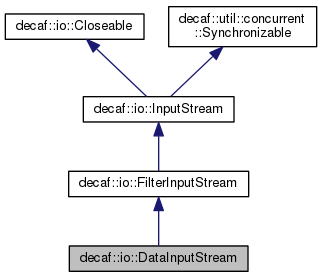 decaf::io::Closeable
decaf::util::concurrent
::Synchronizable
decaf::io::InputStream
decaf::io::FilterInputStream
decaf::io::DataInputStream